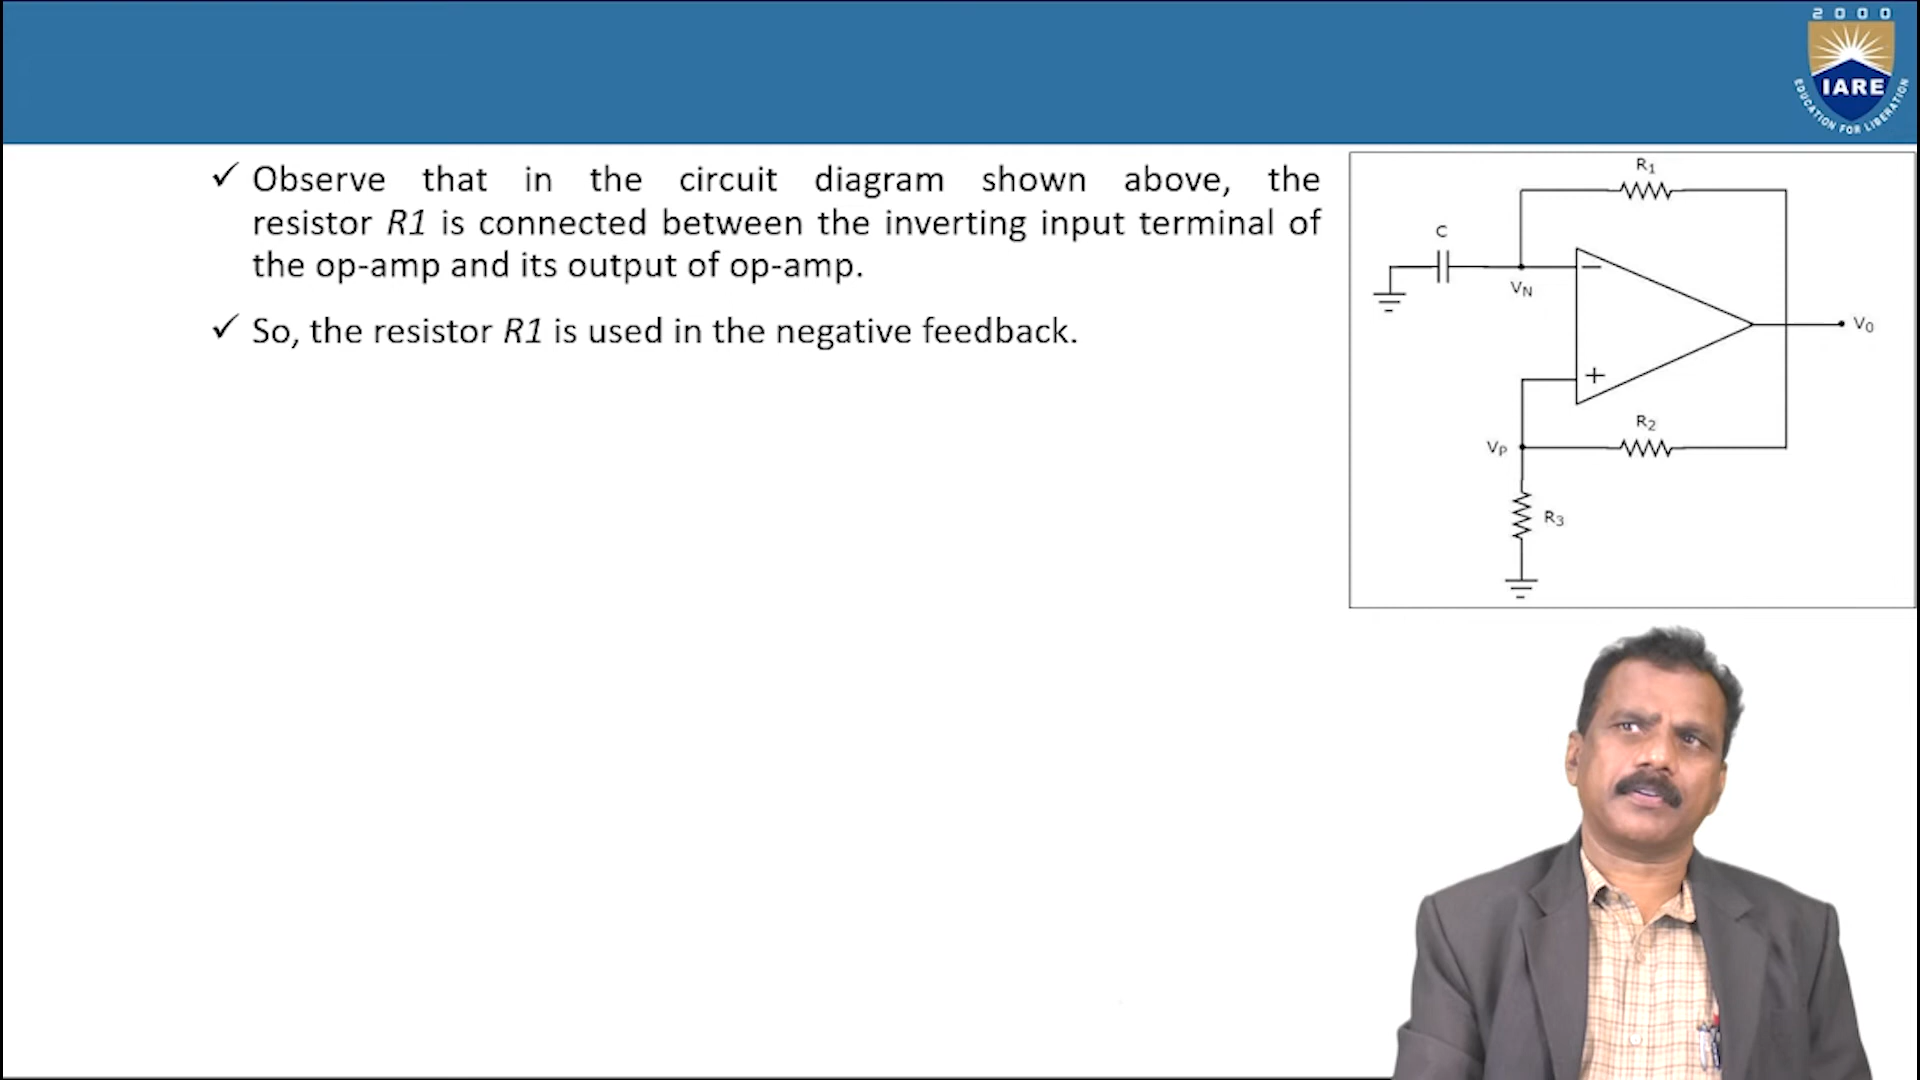 2000
IARE
EDUCATION FOR LIBERATION
✓ Observe that in the circuit diagram shown above, the
resistor R1 is connected between the inverting input terminal of
the op-amp and its output of op-amp.
✓ So, the resistor R1 is used in the negative feedback.
R1
C
−
VN
V0
+
R2
VP
R3